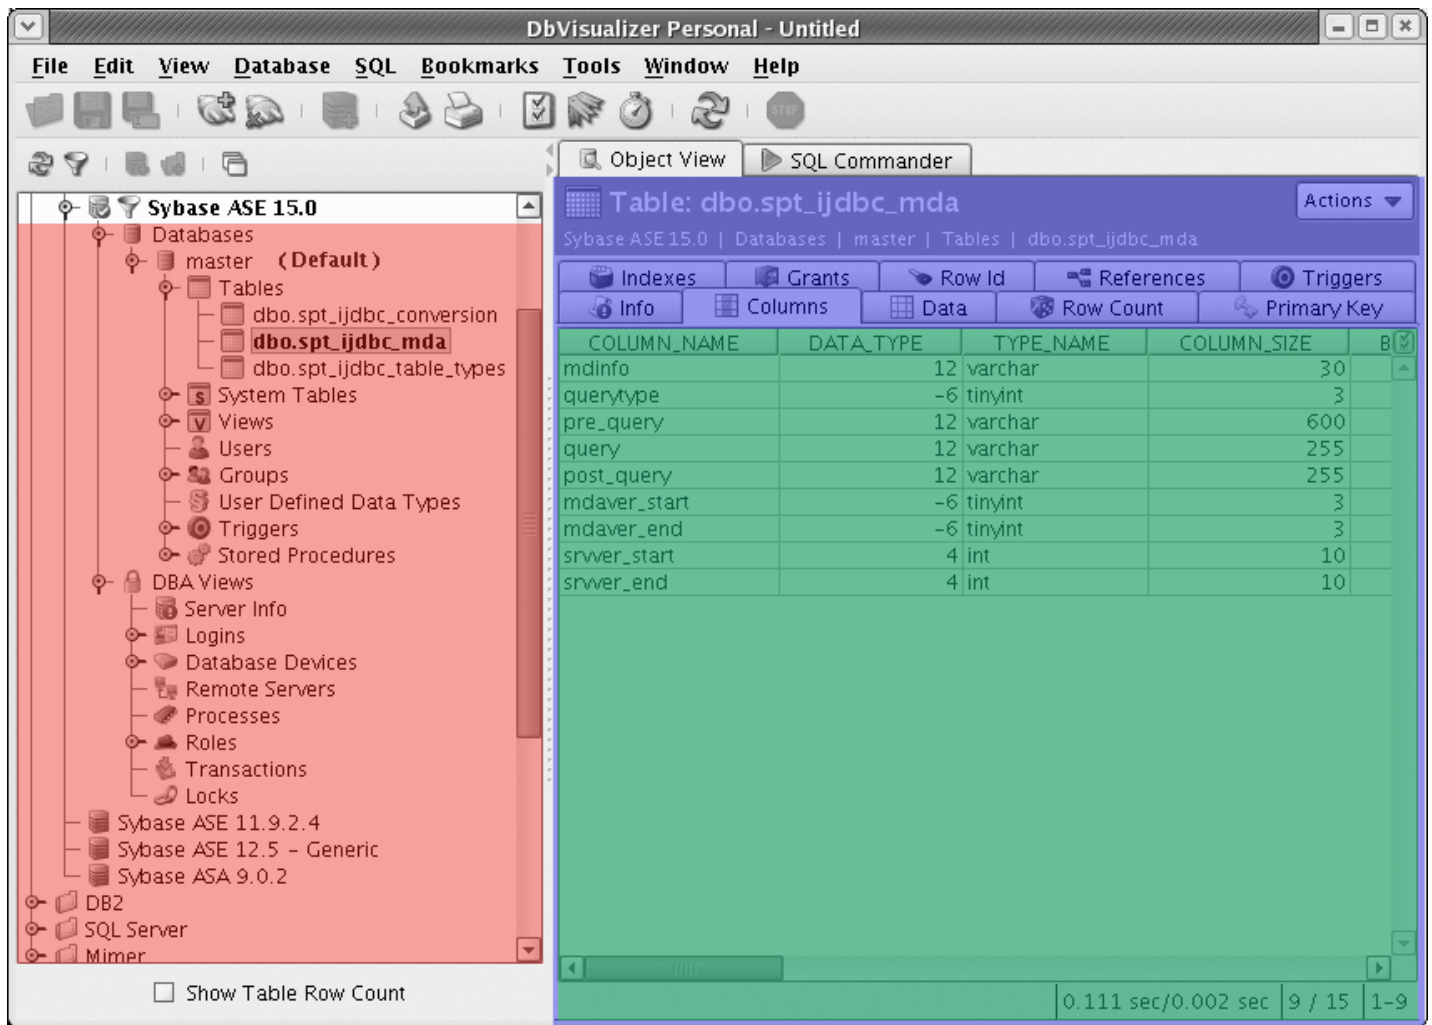 DbVisualizer Personal - Untitled
File Edit View Database SQL Bookmarks Tools Window Help
STOP
Object View SQL Commander
Sybase ASE 15.0
Databases
master (Default)
Tables
dbo.spt_ijdbc_conversion
dbo.spt_ijdbc_mda
dbo.spt_ijdbc_table_types
System Tables
Views
Users
Groups
User Defined Data Types
Triggers
Stored Procedures
DBA Views
Server Info
Logins
Database Devices
Remote Servers
Processes
Roles
Transactions
Locks
Sybase ASE 11.9.2.4
Sybase ASE 12.5 - Generic
Sybase ASA 9.0.2
DB2
SQL Server
Mimer
Show Table Row Count
Table: dbo.spt_ijdbc_mda Actions
Sybase ASE 15.0 | Databases | master | Tables | dbo.spt_ijdbc_mda
Indexes Grants Row Id References Triggers
Info Columns Data Row Count Primary Key
COLUMN_NAME DATA_TYPE TYPE_NAME COLUMN_SIZE B
mdinfo 12 varchar 30
querytype -6 tinyint 3
pre_query 12 varchar 600
query 12 varchar 255
post_query 12 varchar 255
mdaver_start -6 tinyint 3
mdaver_end -6 tinyint 3
srvver_start 4 int 10
srvver_end 4 int 10
0.111 sec/0.002 sec 9 / 15 1-9